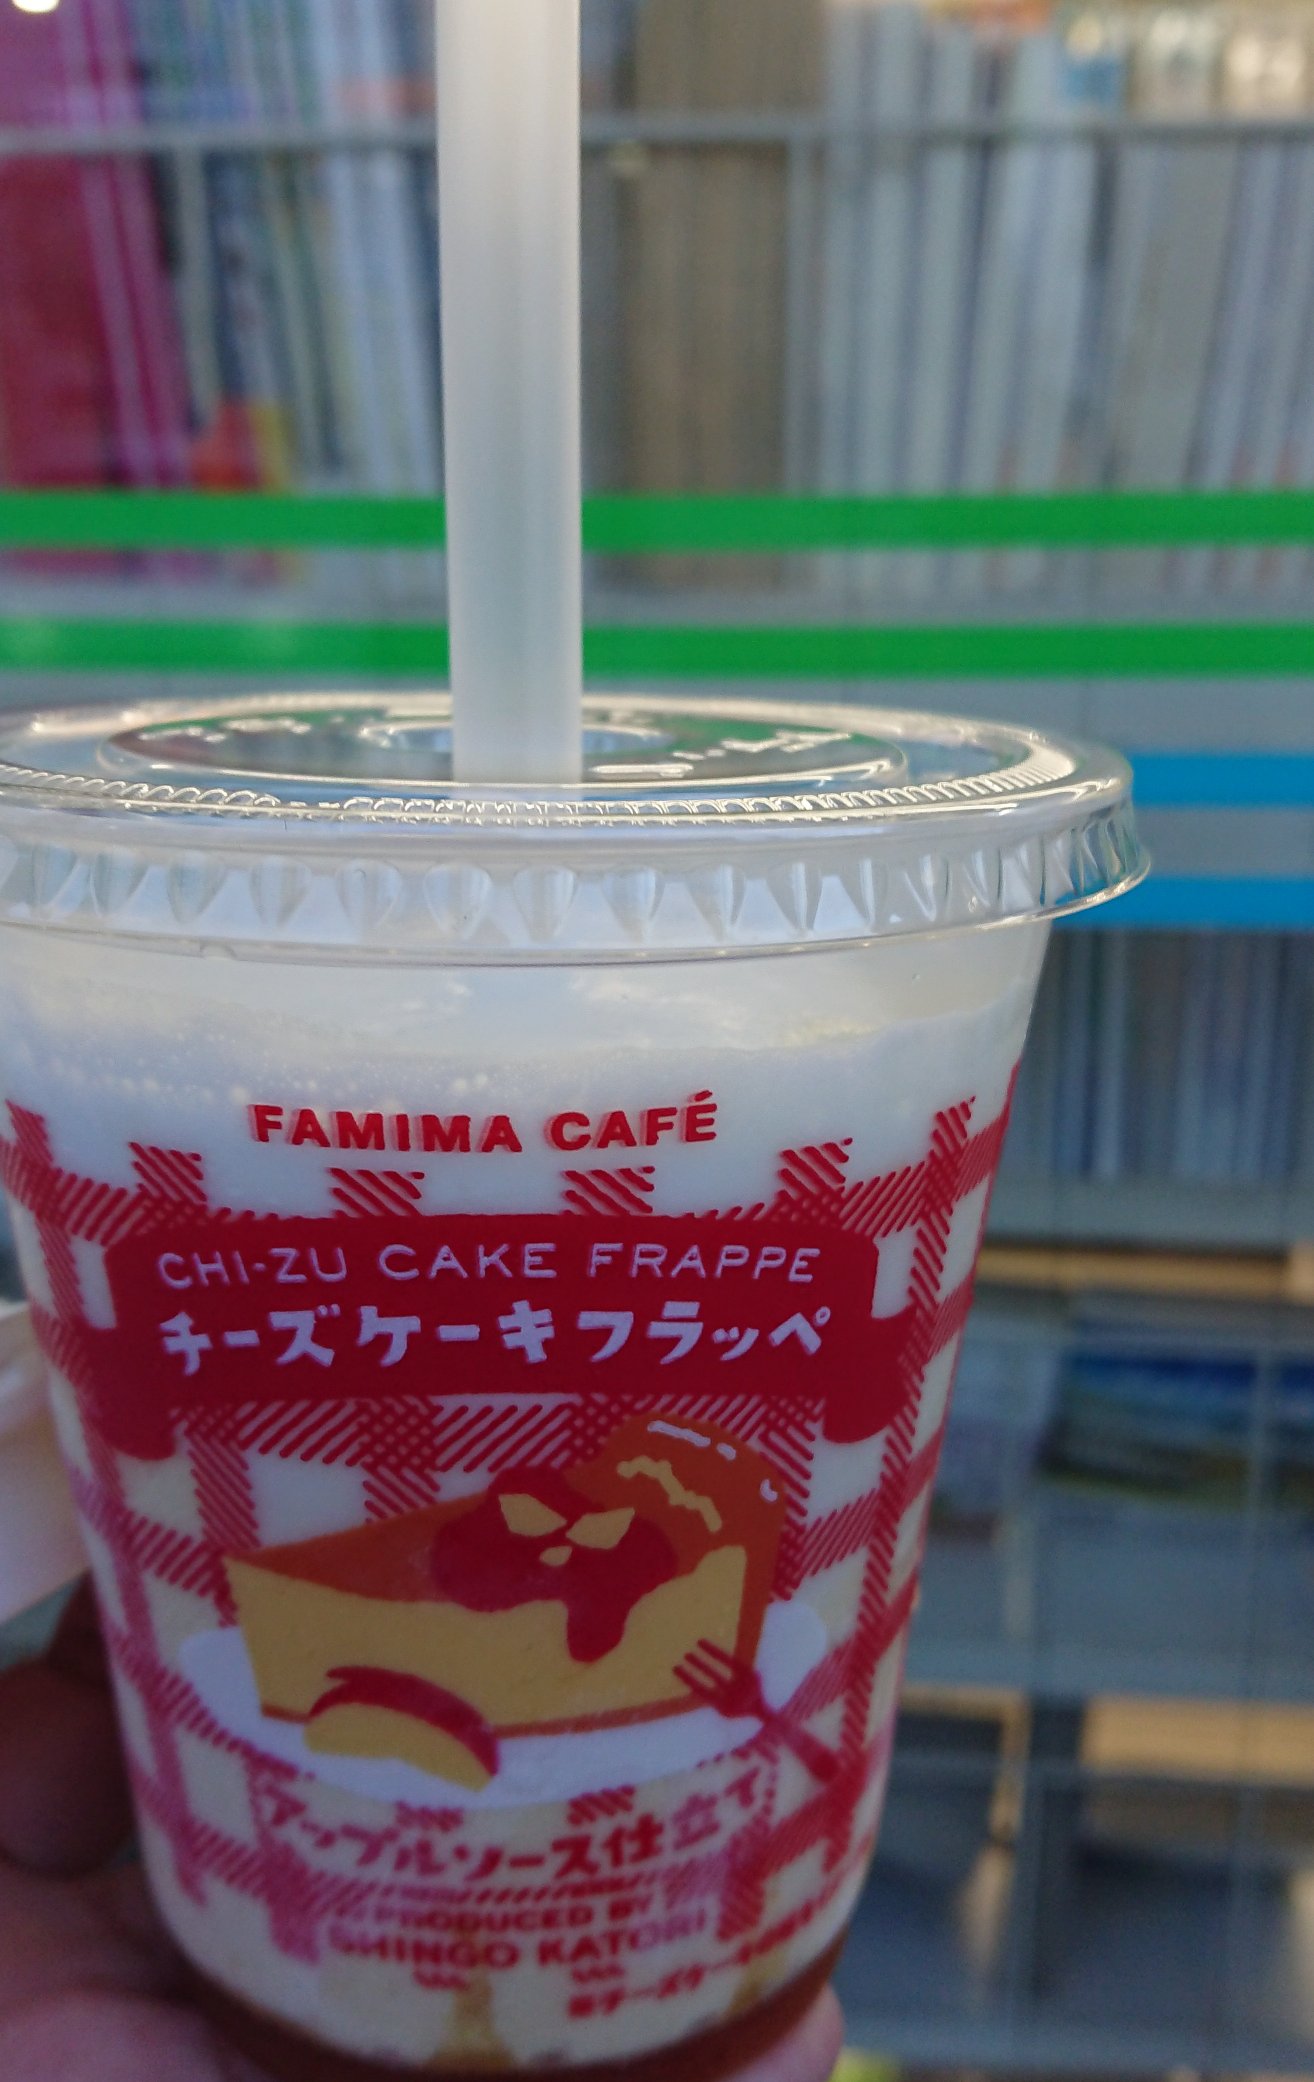 FAMIMA CAFÉ
CHI-ZU CAKE FRAPPE
チーズケーキフラッペ
アップルソース仕立て
PRODUCED BY
SHINGO KATORI